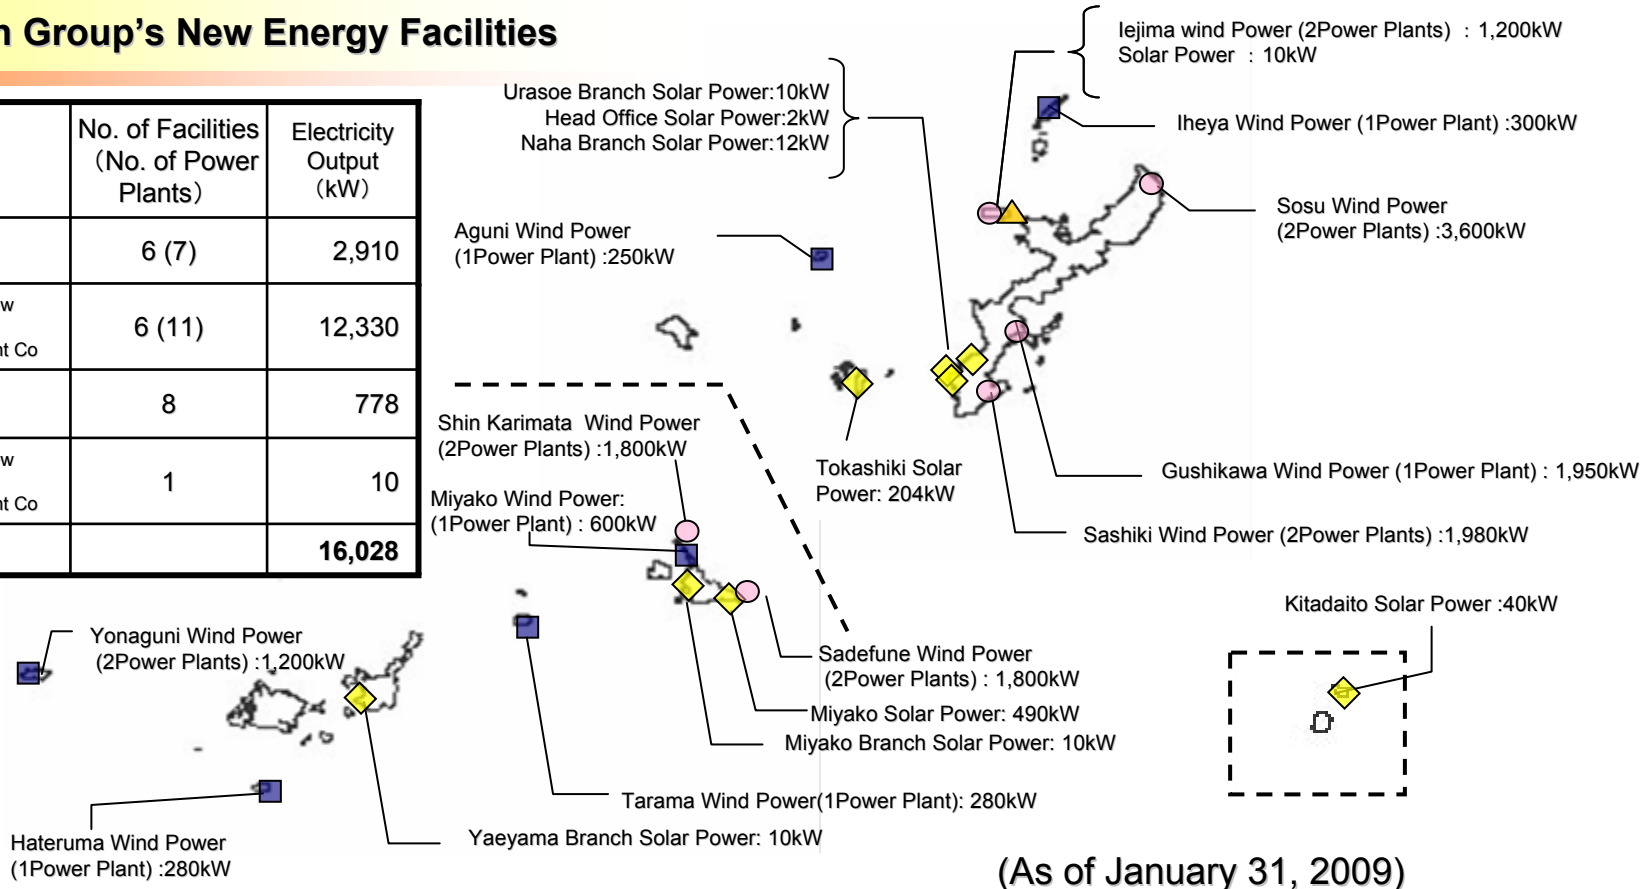 Group's New Energy Facilities
No. of Facilities
（No. of Power
Plants）
Electricity
Output
（kW）
6 (7)
2,910
6 (11)
12,330
Co
8
778
1
10
Co
16,028
Iejima wind Power (2Power Plants) : 1,200kW
Solar Power : 10kW
Urasoe Branch Solar Power:10kW
Head Office Solar Power:2kW
Naha Branch Solar Power:12kW
Iheya Wind Power (1Power Plant) :300kW
Sosu Wind Power
(2Power Plants) :3,600kW
Aguni Wind Power
(1Power Plant) :250kW
Shin Karimata Wind Power
(2Power Plants) :1,800kW
Tokashiki Solar
Power: 204kW
Gushikawa Wind Power (1Power Plant) : 1,950kW
Miyako Wind Power:
(1Power Plant) : 600kW
Sashiki Wind Power (2Power Plants) :1,980kW
Kitadaito Solar Power :40kW
Yonaguni Wind Power
(2Power Plants) :1,200kW
Sadefune Wind Power
(2Power Plants) : 1,800kW
Miyako Solar Power: 490kW
Miyako Branch Solar Power: 10kW
Tarama Wind Power(1Power Plant): 280kW
Yaeyama Branch Solar Power: 10kW
Hateruma Wind Power
(1Power Plant) :280kW
(As of January 31, 2009)